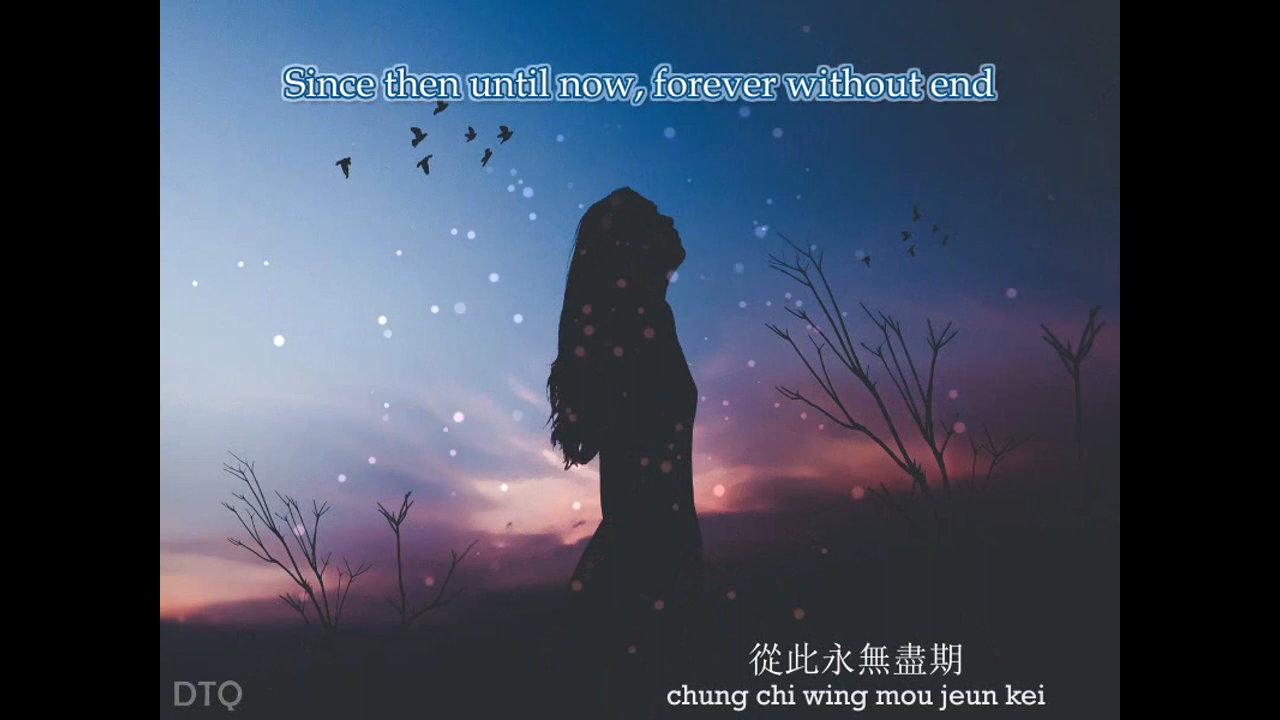 Since then until now, forever without end
從此永無盡期
chung chi wing mou jeun kei
DTQ